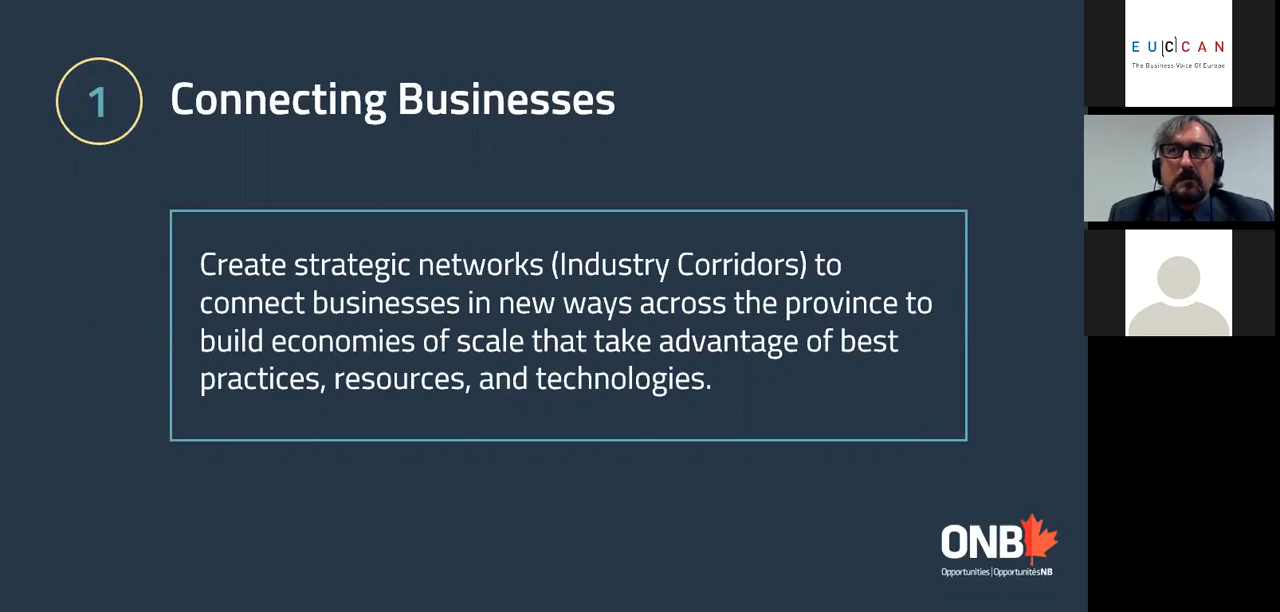 1
Connecting Businesses
Create strategic networks (Industry Corridors) to
connect businesses in new ways across the province to
build economies of scale that take advantage of best
practices, resources, and technologies.
ONB
Opportunities | OpportunitésNB
EUCCAN
The Business Voice Of Europe